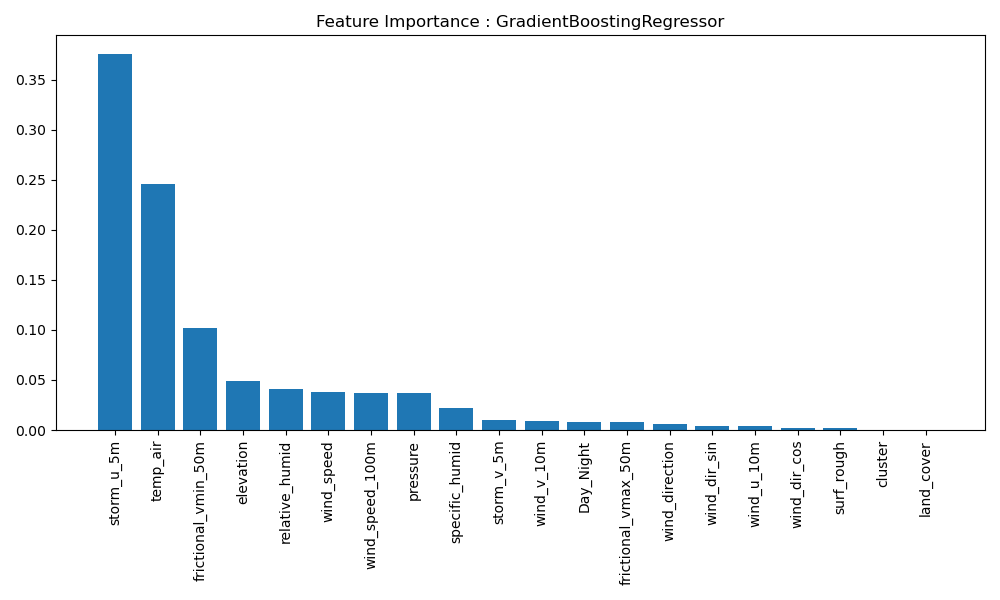 Feature Importance : GradientBoostingRegressor
0.35
0.30
0.25
0.20
0.15
0.10
0.05
0.00
storm_u_5m
temp_air
frictional_vmin_50m
elevation
relative_humid
wind_speed
wind_speed_100m
pressure
specific_humid
storm_v_5m
wind_v_10m
Day_Night
frictional_vmax_50m
wind_direction
wind_dir_sin
wind_u_10m
wind_dir_cos
surf_rough
cluster
land_cover